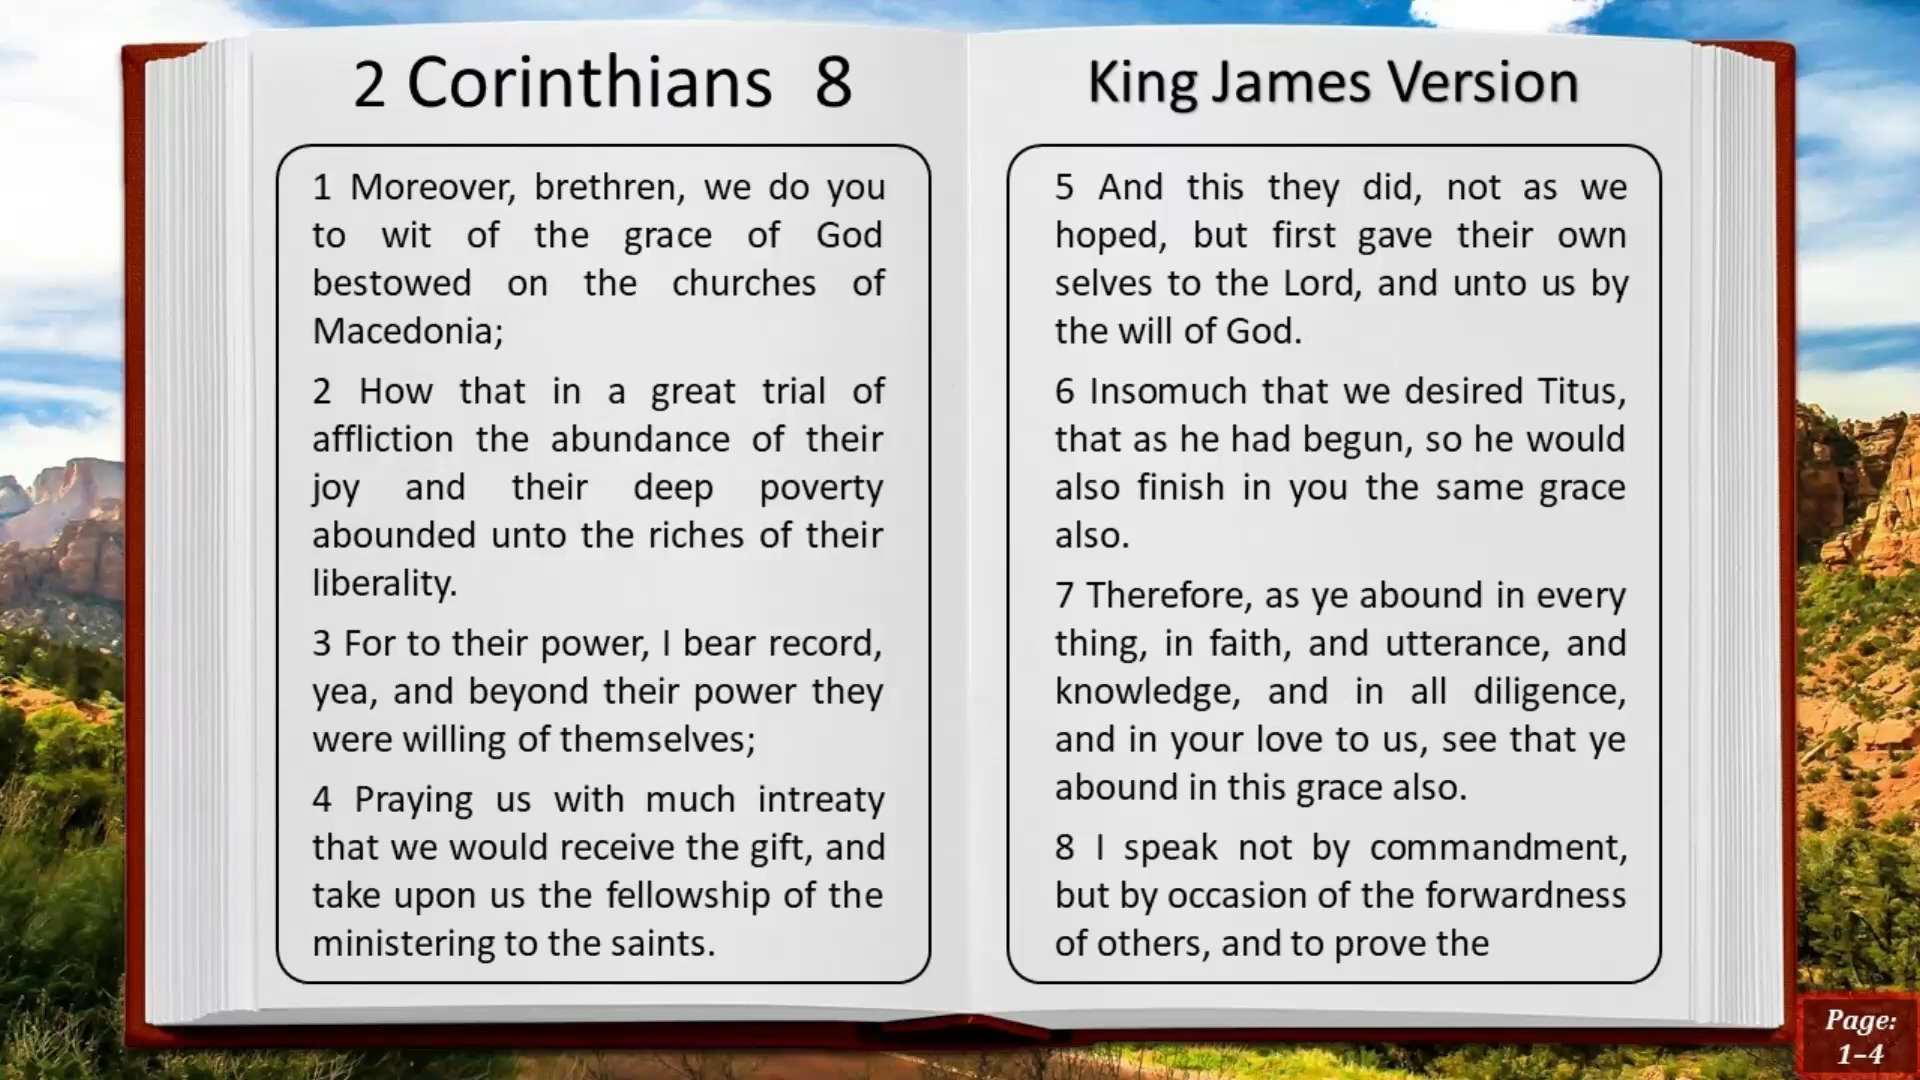 2 Corinthians 8
1 Moreover, brethren, we do you
to wit of the grace of God
bestowed on the churches of
Macedonia;
2 How that in a great trial of
affliction the abundance of their
joy and their deep poverty
abounded unto the riches of their
liberality.
3 For to their power, I bear record,
yea, and beyond their power they
were willing of themselves;
4 Praying us with much intreaty
that we would receive the gift, and
take upon us the fellowship of the
ministering to the saints.
King James Version
5 And this they did, not as we
hoped, but first gave their own
selves to the Lord, and unto us by
the will of God.
6 Insomuch that we desired Titus,
that as he had begun, so he would
also finish in you the same grace
also.
7 Therefore, as ye abound in every
thing, in faith, and utterance, and
knowledge, and in all diligence,
and in your love to us, see that ye
abound in this grace also.
8 I speak not by commandment,
but by occasion of the forwardness
of others, and to prove the
Page:
1–4